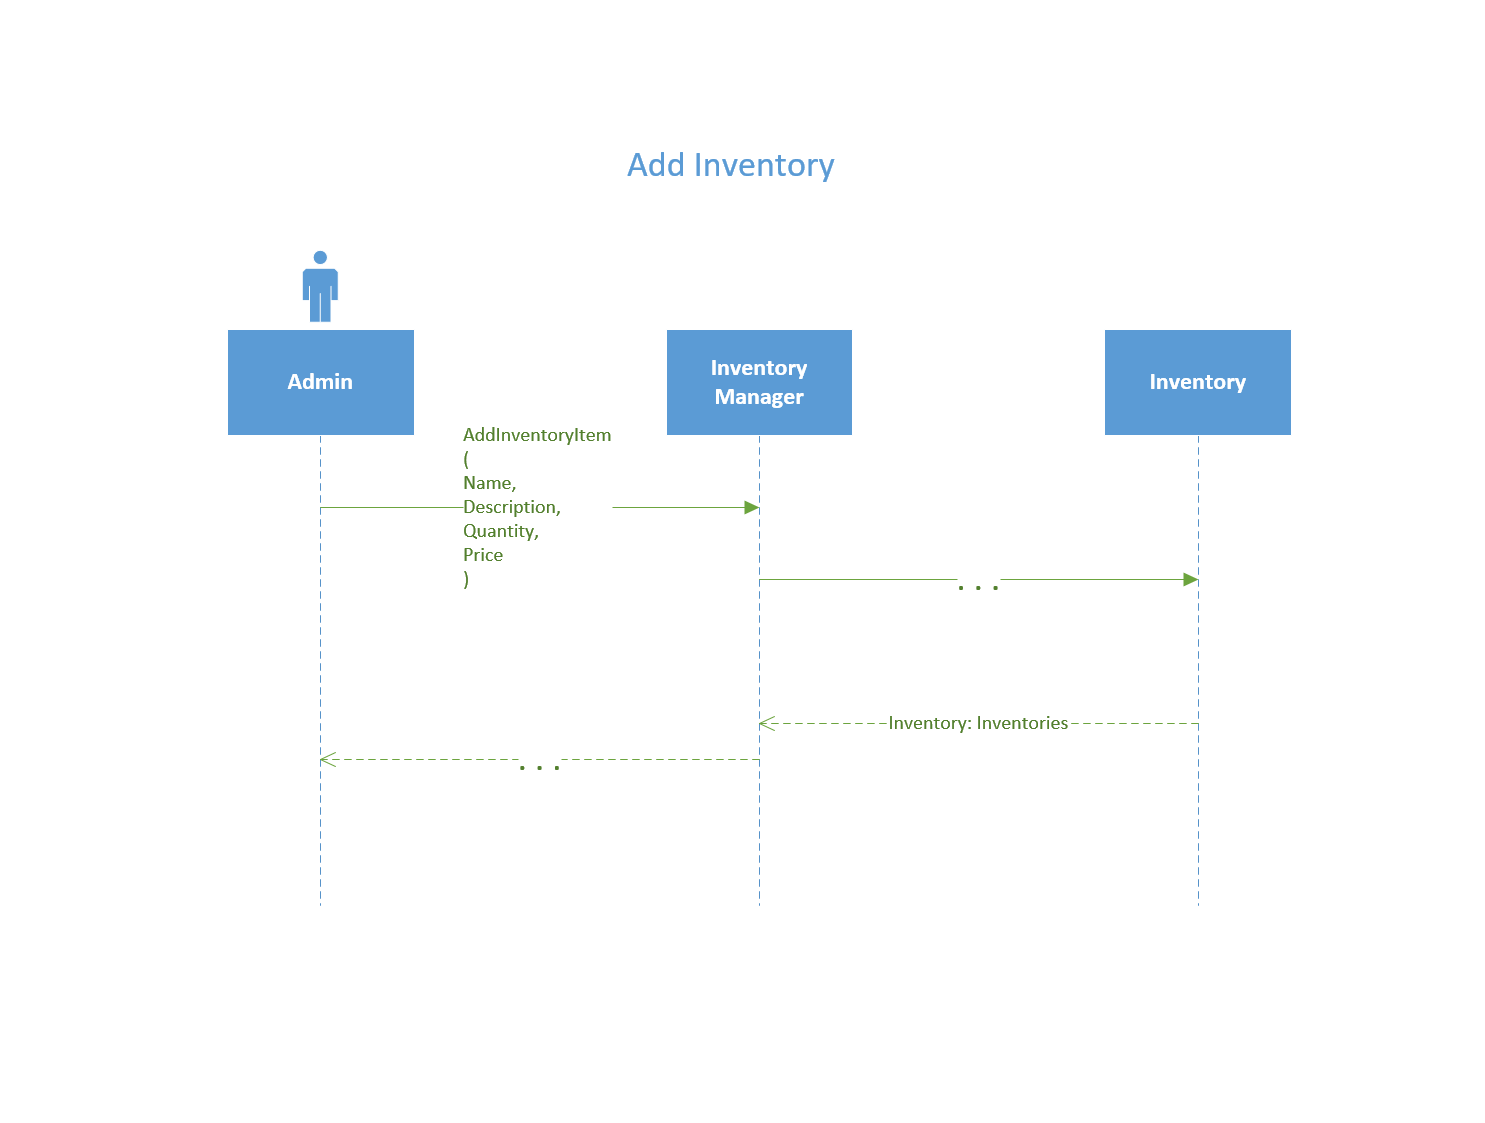 Add Inventory
Admin
Inventory
Manager
Inventory
AddInventoryItem
(
Name,
Description,
Quantity,
Price
)
. . .
Inventory: Inventories
. . .